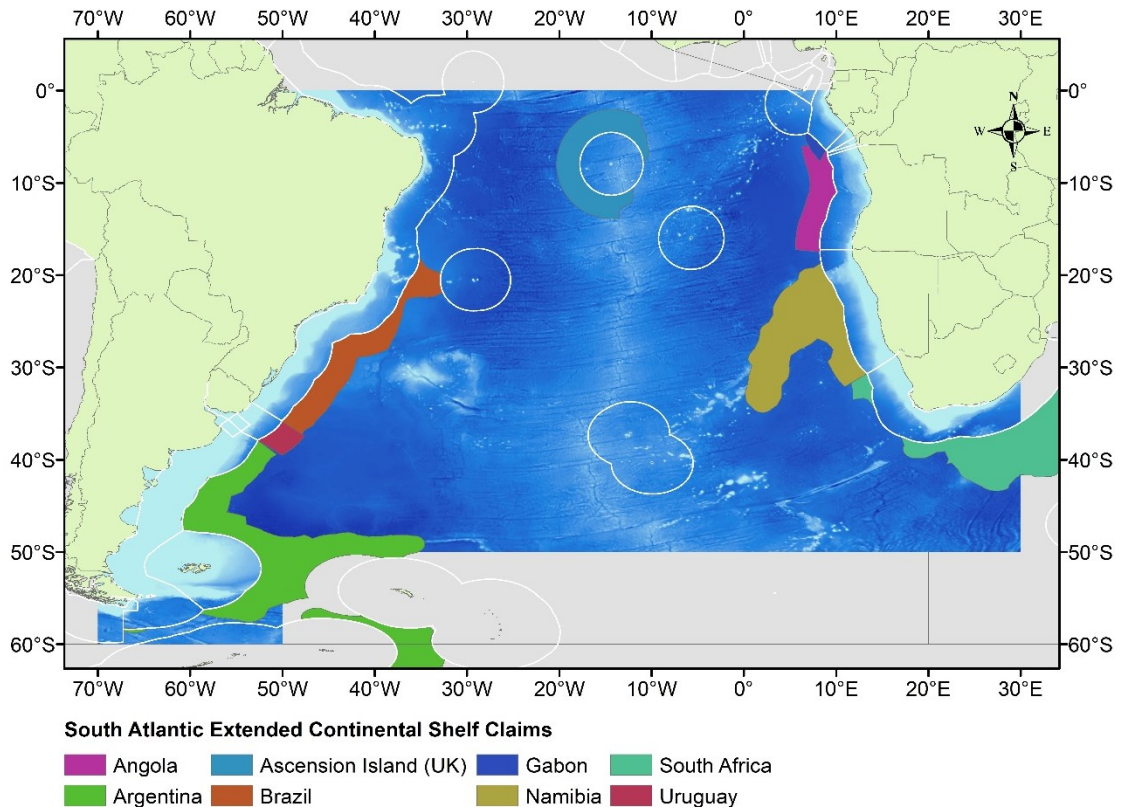 70°W 60°W 50°W 40°W 30°W 20°W 10°W 0° 10°E 20°E 30°E
0° 0°
N
W E
S
10°S 10°S
20°S 20°S
30°S 30°S
40°S 40°S
50°S 50°S
60°S 60°S
70°W 60°W 50°W 40°W 30°W 20°W 10°W 0° 10°E 20°E 30°E
South Atlantic Extended Continental Shelf Claims
Angola Ascension Island (UK) Gabon South Africa
Argentina Brazil Namibia Uruguay